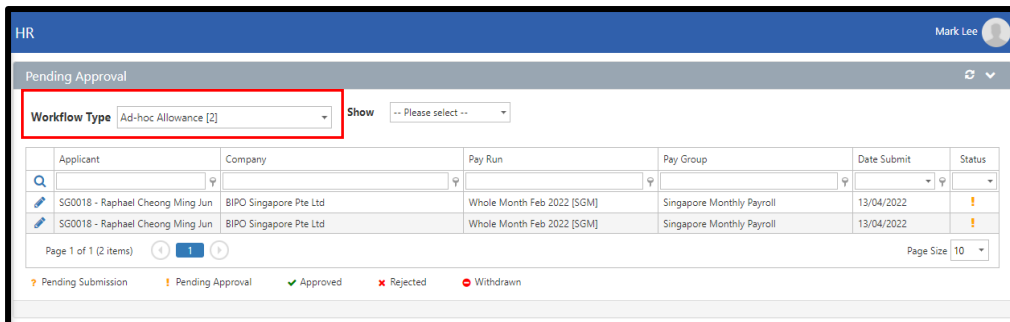 HR Mark Lee
Pending Approval
Workflow Type Ad-hoc Allowance [2] Show -- Please select --
Applicant Company Pay Run Pay Group Date Submit Status
SG0018 - Raphael Cheong Ming Jun BIPO Singapore Pte Ltd Whole Month Feb 2022 [SGM] Singapore Monthly Payroll 13/04/2022 !
SG0018 - Raphael Cheong Ming Jun BIPO Singapore Pte Ltd Whole Month Feb 2022 [SGM] Singapore Monthly Payroll 13/04/2022 !
Page 1 of 1 (2 items) 1 Page Size 10
? Pending Submission ! Pending Approval Approved Rejected Withdrawn